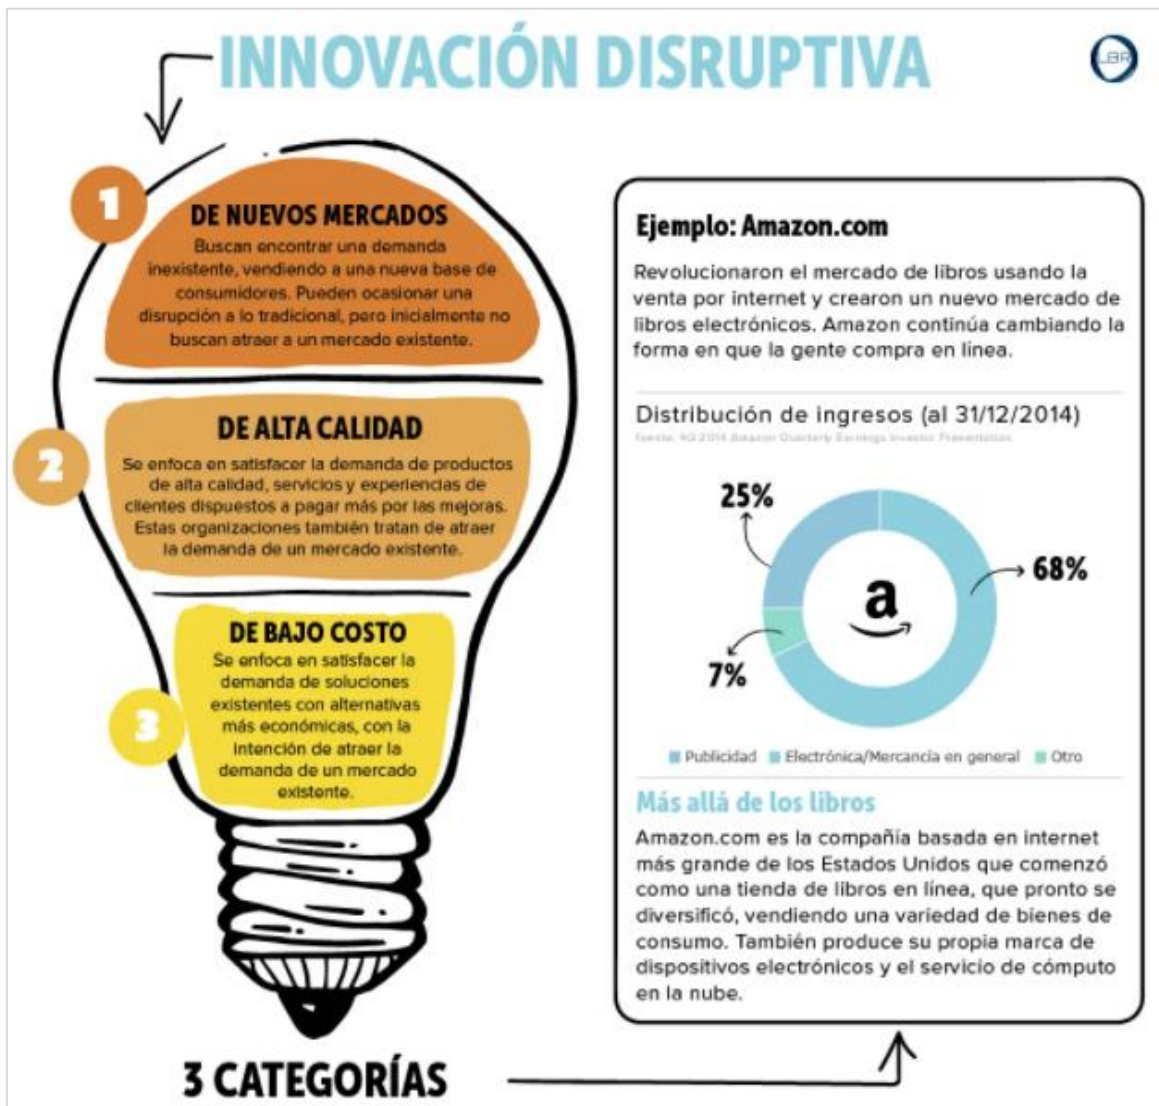 INNOVACIÓN DISRUPTIVA
LBR
1
DE NUEVOS MERCADOS
Buscan encontrar una demanda
inexistente, vendiendo a una nueva base de
consumidores. Pueden ocasionar una
disrupción a lo tradicional, pero inicialmente no
buscan atraer a un mercado existente.
2
DE ALTA CALIDAD
Se enfoca en satisfacer la demanda de productos
de alta calidad, servicios y experiencias de
clientes dispuestos a pagar más por las mejoras.
Estas organizaciones también tratan de atraer
la demanda de un mercado existente.
3
DE BAJO COSTO
Se enfoca en satisfacer la
demanda de soluciones
existentes con alternativas
más económicas, con la
intención de atraer la
demanda de un mercado
existente.
3 CATEGORÍAS
Ejemplo: Amazon.com
Revolucionaron el mercado de libros usando la
venta por internet y crearon un nuevo mercado de
libros electrónicos. Amazon continúa cambiando la
forma en que la gente compra en línea.
Distribución de ingresos (al 31/12/2014)
Fuente: 4Q 2014 Amazon Quarterly Earnings Investor Presentation
25%
68%
a
7%
Publicidad Electrónica/Mercancía en general Otro
Más allá de los libros
Amazon.com es la compañía basada en internet
más grande de los Estados Unidos que comenzó
como una tienda de libros en línea, que pronto se
diversificó, vendiendo una variedad de bienes de
consumo. También produce su propia marca de
dispositivos electrónicos y el servicio de cómputo
en la nube.